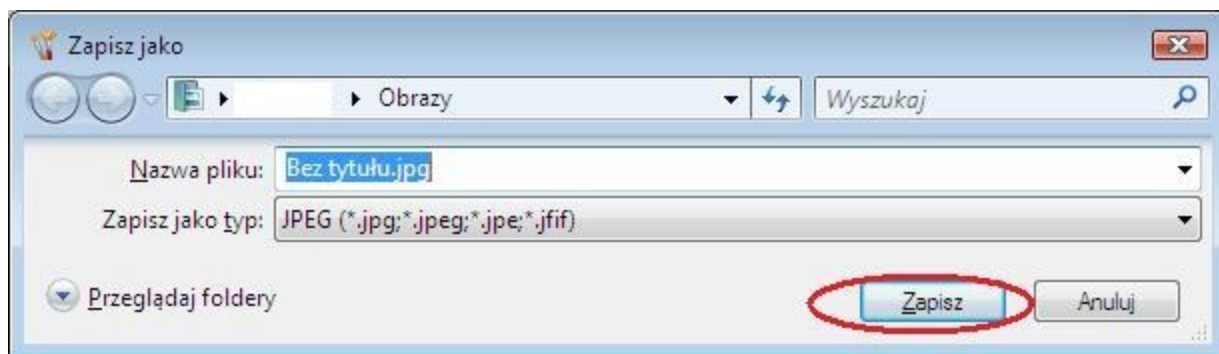 Zapisz jako
Obrazy Wyszukaj
Nazwa pliku: Bez tytułu.jpg
Zapisz jako typ: JPEG (*.jpg;*.jpeg;*.jpe;*.jfif)
Przeglądaj foldery Zapisz Anuluj